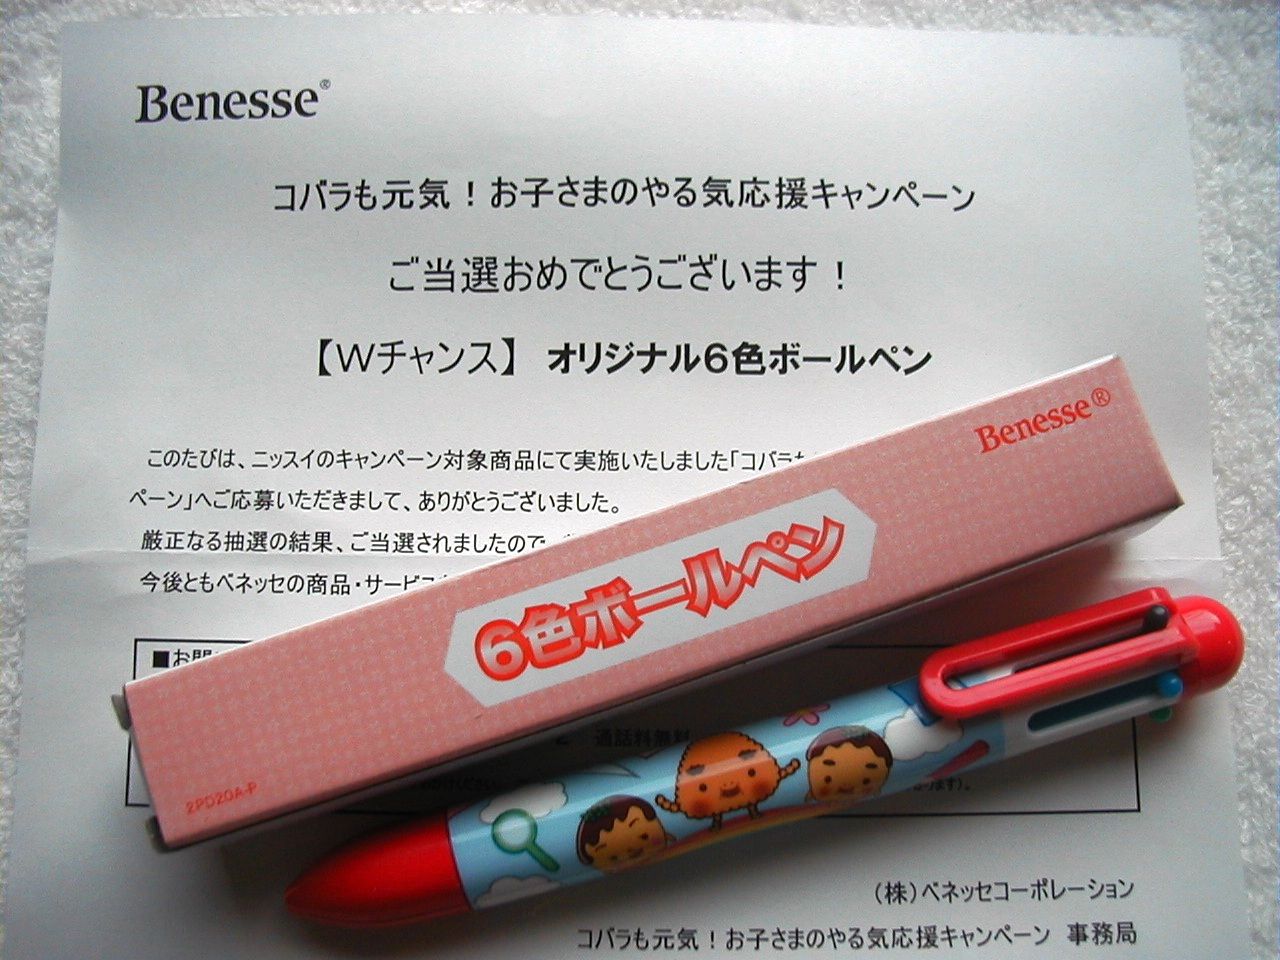 Benesse®
コバラも元気！お子さまのやる気応援キャンペーン
ご当選おめでとうございます！
【Wチャンス】 オリジナル6色ボールペン
このたびは、ニッスイのキャンペーン対象商品にて実施いたしました「コバラも
ペーン」へご応募いただきまして、ありがとうございました。
厳正なる抽選の結果、ご当選されましたので、
今後ともベネッセの商品・サービス
■お問
通話料無料
Benesse®
6色ボールペン
2PD20A-P
（株）ベネッセコーポレーション
コバラも元気！お子さまのやる気応援キャンペーン 事務局